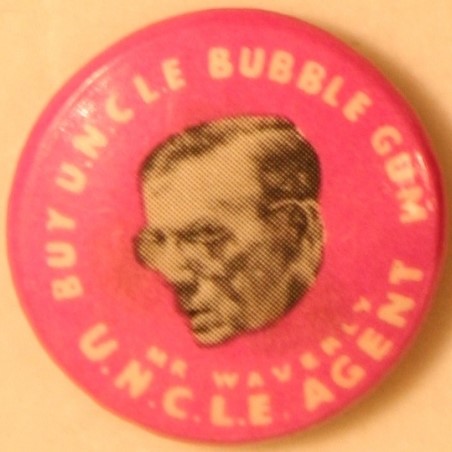 BUY U.N.C.L.E BUBBLE GUM
MR WAVERLY
U.N.C.L.E. AGENT